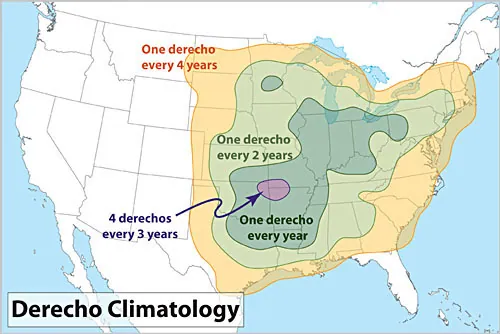 One derecho
every 4 years
One derecho
every 2 years
4 derechos
every 3 years
One derecho
every year
Derecho Climatology